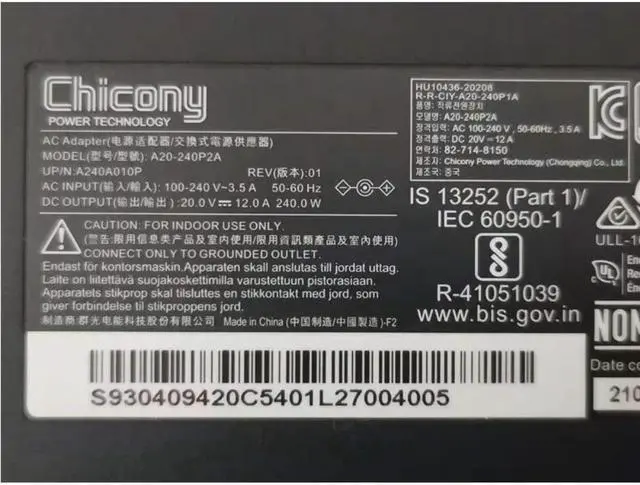 Chicony
POWER TECHNOLOGY
AC Adapter(电源适配器/交換式電源供應器)
MODEL(型号/型號): A20-240P2A
UP/N:A240A010P REV(版本):01
AC INPUT(输入/輸入): 100-240 V~3.5 A 50-60 Hz
DC OUTPUT(输出/輸出):20.0V⎓12.0A 240.0W
CAUTION: FOR INDOOR USE ONLY.
(警告:限用信息类产品及室内使用/限用資訊類產品及室內使用)
CONNECT ONLY TO GROUNDED OUTLET.
Endast för kontorsmaskin.Apparaten skall anslutas till jordat uttag.
Laite on liitettävä suojakoskettimilla varustettuun pistorasiaan.
Apparatets stikprop skal tilsluttes en stikkontakt med jord, som
giver forbindelse til stikproppens jord.
制造商:群光电能科技股份有限公司 Made in China (中国制造/中國製造)-F2
S930409420C5401L27004005
HU10436-20208
R-R-CIY-A20-240P1A
품명: 직류전원장치
모델명: A20-240P2A
정격입력: AC 100-240 V , 50-60Hz, 3.5 A
정격출력: DC 20V⎓12A
연락처: 82-714-8150
제조자: Chicony Power Technology (Chongqing) Co., Ltd.
제조국: 중국
IS 13252 (Part 1)/
IEC 60950-1
R-41051039
www.bis.gov.in
KC
UL
NON
Date co
210